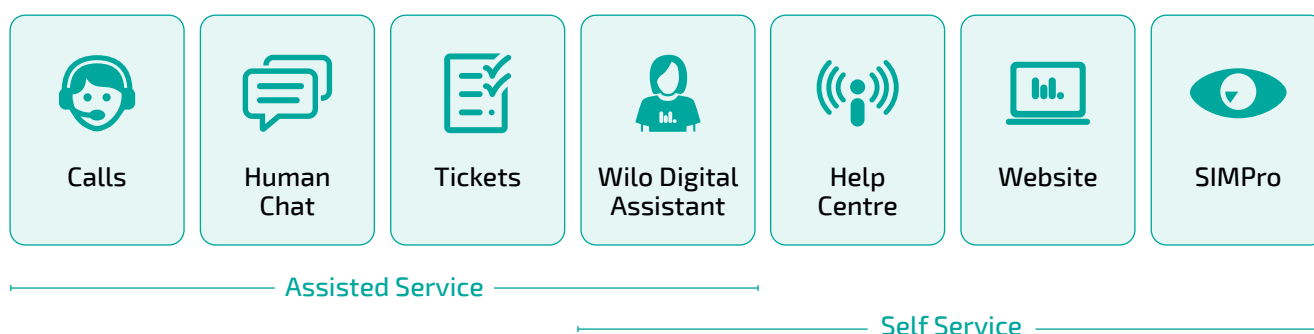 Calls
Human
Chat
Tickets
Wilo Digital
Assistant
Help
Centre
Website
SIMPro
Assisted Service
Self Service